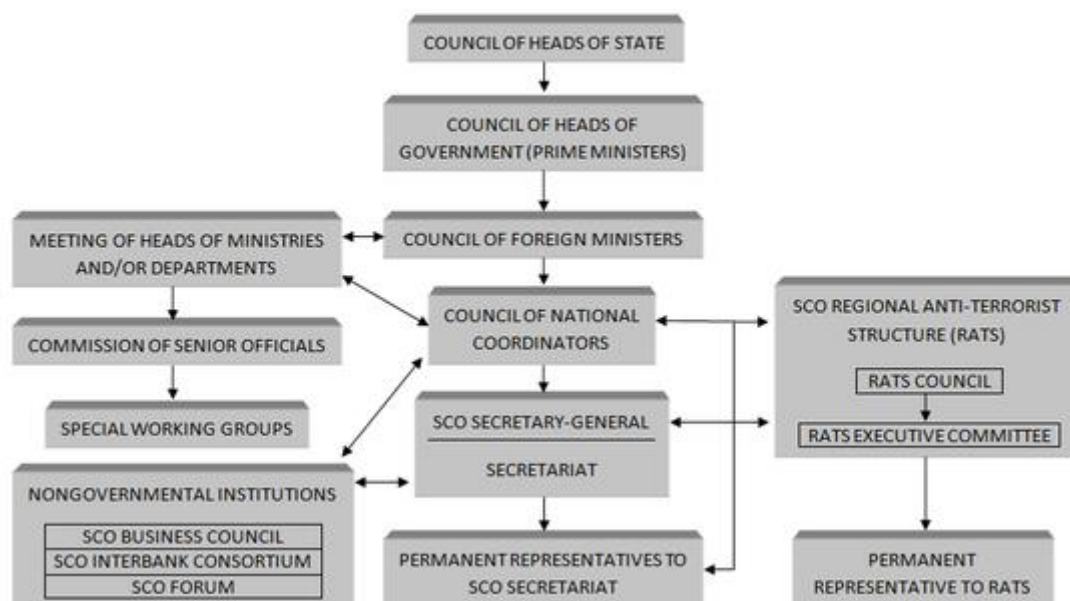 COUNCIL OF HEADS OF STATE
COUNCIL OF HEADS OF
GOVERNMENT (PRIME MINISTERS)
MEETING OF HEADS OF MINISTRIES
AND/OR DEPARTMENTS
COUNCIL OF FOREIGN MINISTERS
COMMISSION OF SENIOR OFFICIALS
COUNCIL OF NATIONAL
COORDINATORS
SCO REGIONAL ANTI-TERRORIST
STRUCTURE (RATS)
RATS COUNCIL
RATS EXECUTIVE COMMITTEE
SPECIAL WORKING GROUPS
SCO SECRETARY-GENERAL
SECRETARIAT
NONGOVERNMENTAL INSTITUTIONS
SCO BUSINESS COUNCIL
SCO INTERBANK CONSORTIUM
SCO FORUM
PERMANENT REPRESENTATIVES TO
SCO SECRETARIAT
PERMANENT
REPRESENTATIVE TO RATS